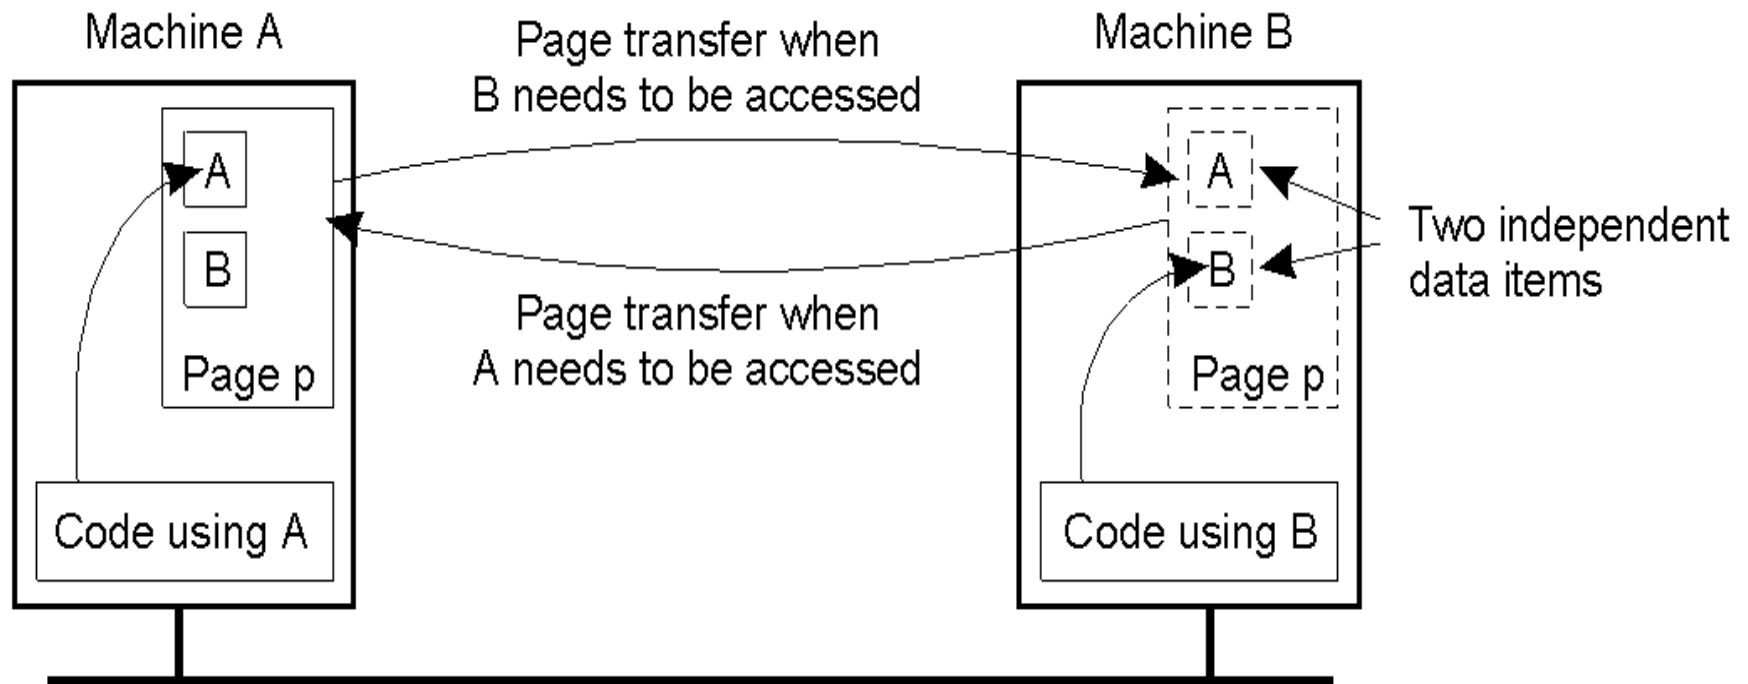 Machine A
Page transfer when
B needs to be accessed
Machine B
A
B
Page p
Code using A
Page transfer when
A needs to be accessed
A
B
Page p
Code using B
Two independent
data items